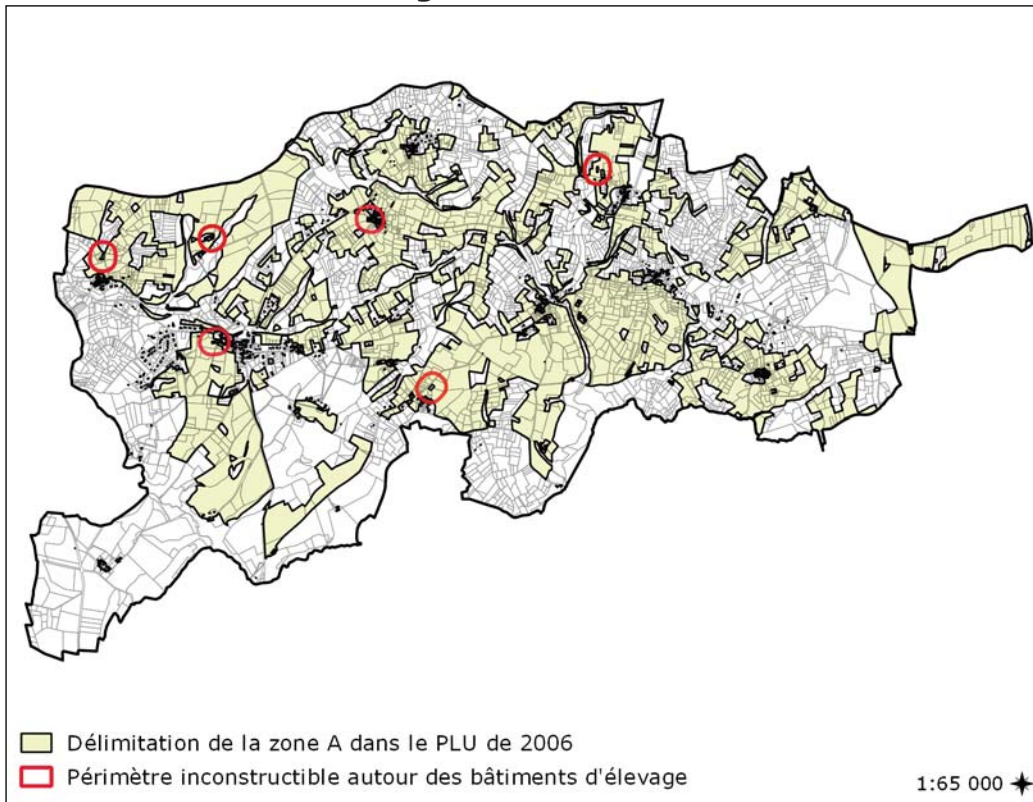 Délimitation de la zone A dans le PLU de 2006
Périmètre inconstructible autour des bâtiments d'élevage
1:65 000